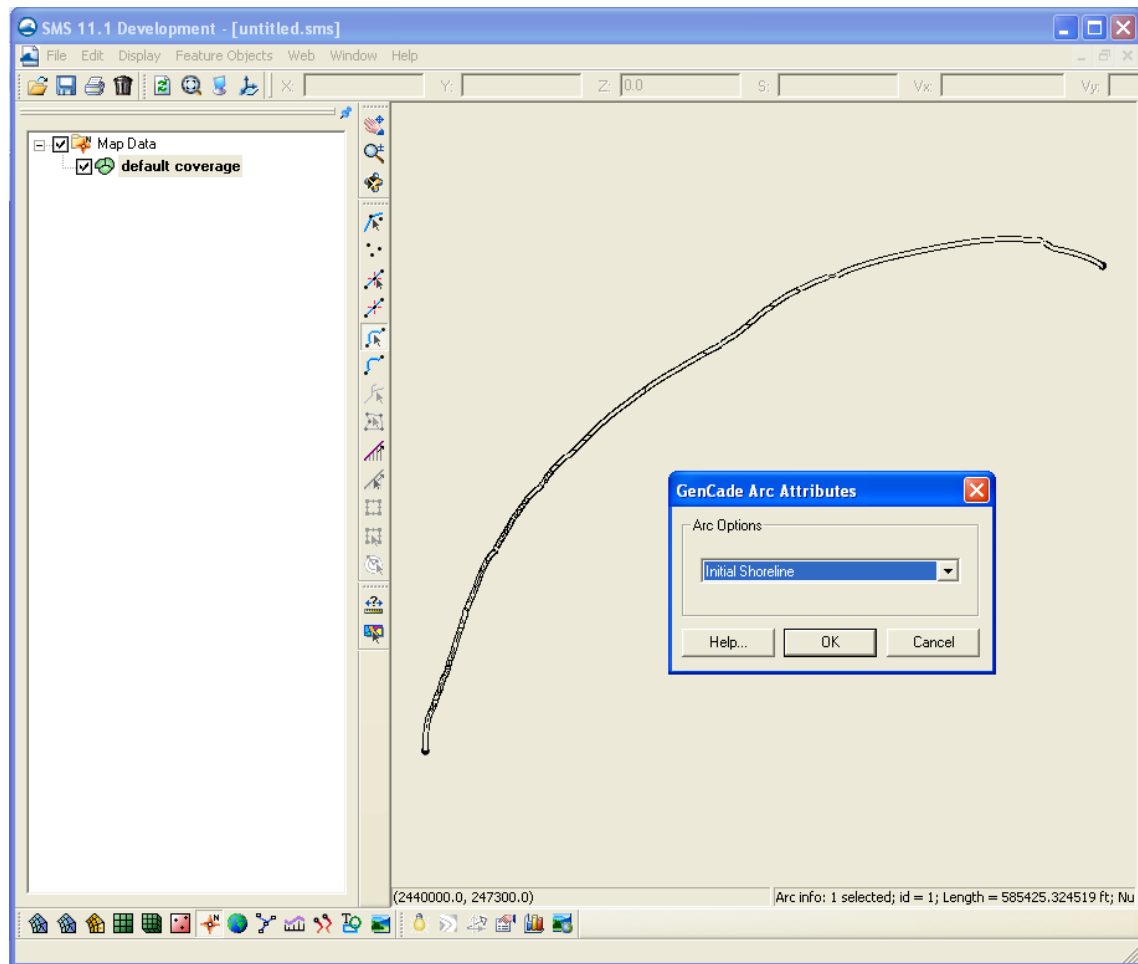 SMS 11.1 Development - [untitled.sms]
File Edit Display Feature Objects Web Window Help
X: Y: Z: 0.0 S: Vx: Vy:
Map Data
default coverage
GenCade Arc Attributes
Arc Options
Initial Shoreline
Help... OK Cancel
(2440000.0, 247300.0) Arc info: 1 selected; id = 1; Length = 585425.324519 ft; Nu